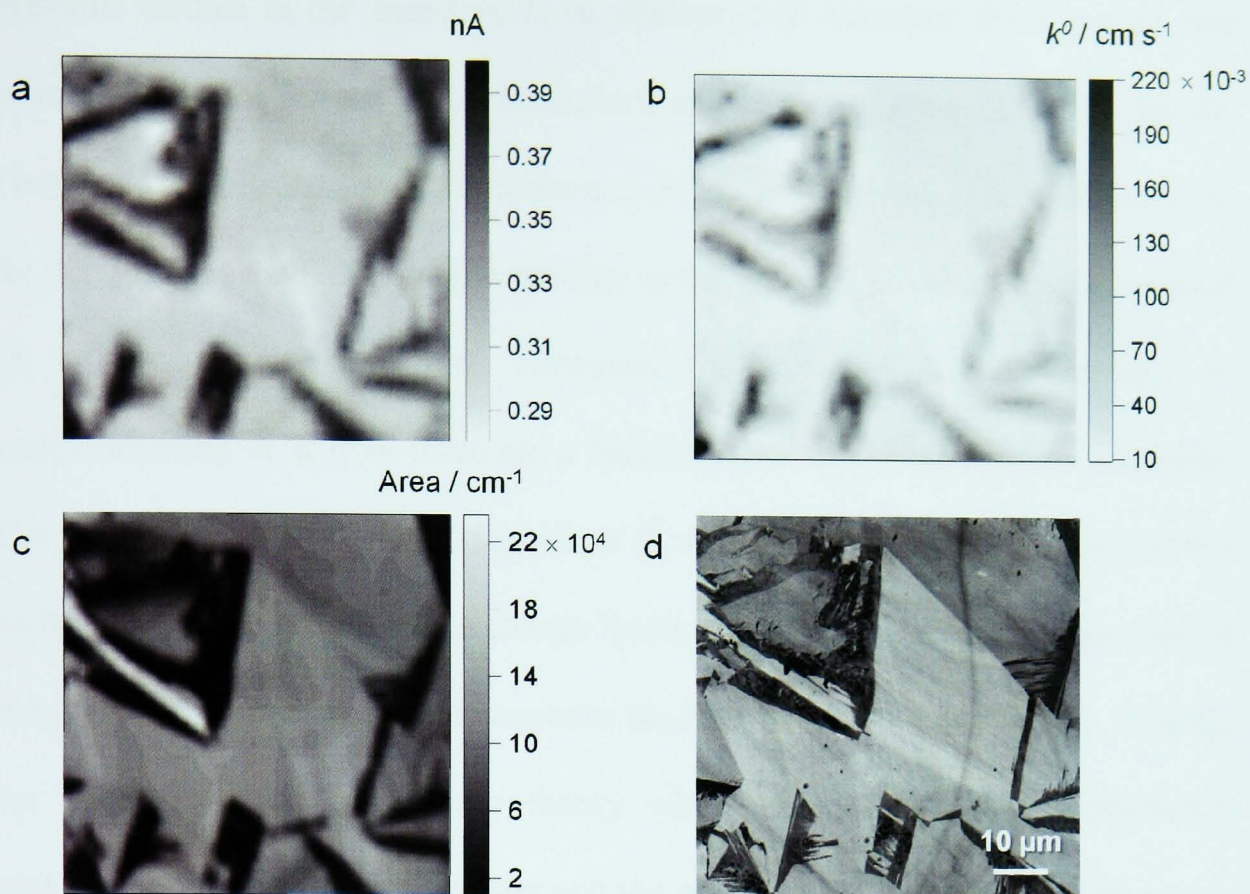 a
nA
0.39
0.37
0.35
0.33
0.31
0.29
b
k⁰ / cm s⁻¹
220 × 10⁻³
190
160
130
100
70
40
10
c
Area / cm⁻¹
22 × 10⁴
18
14
10
6
2
d
10 µm